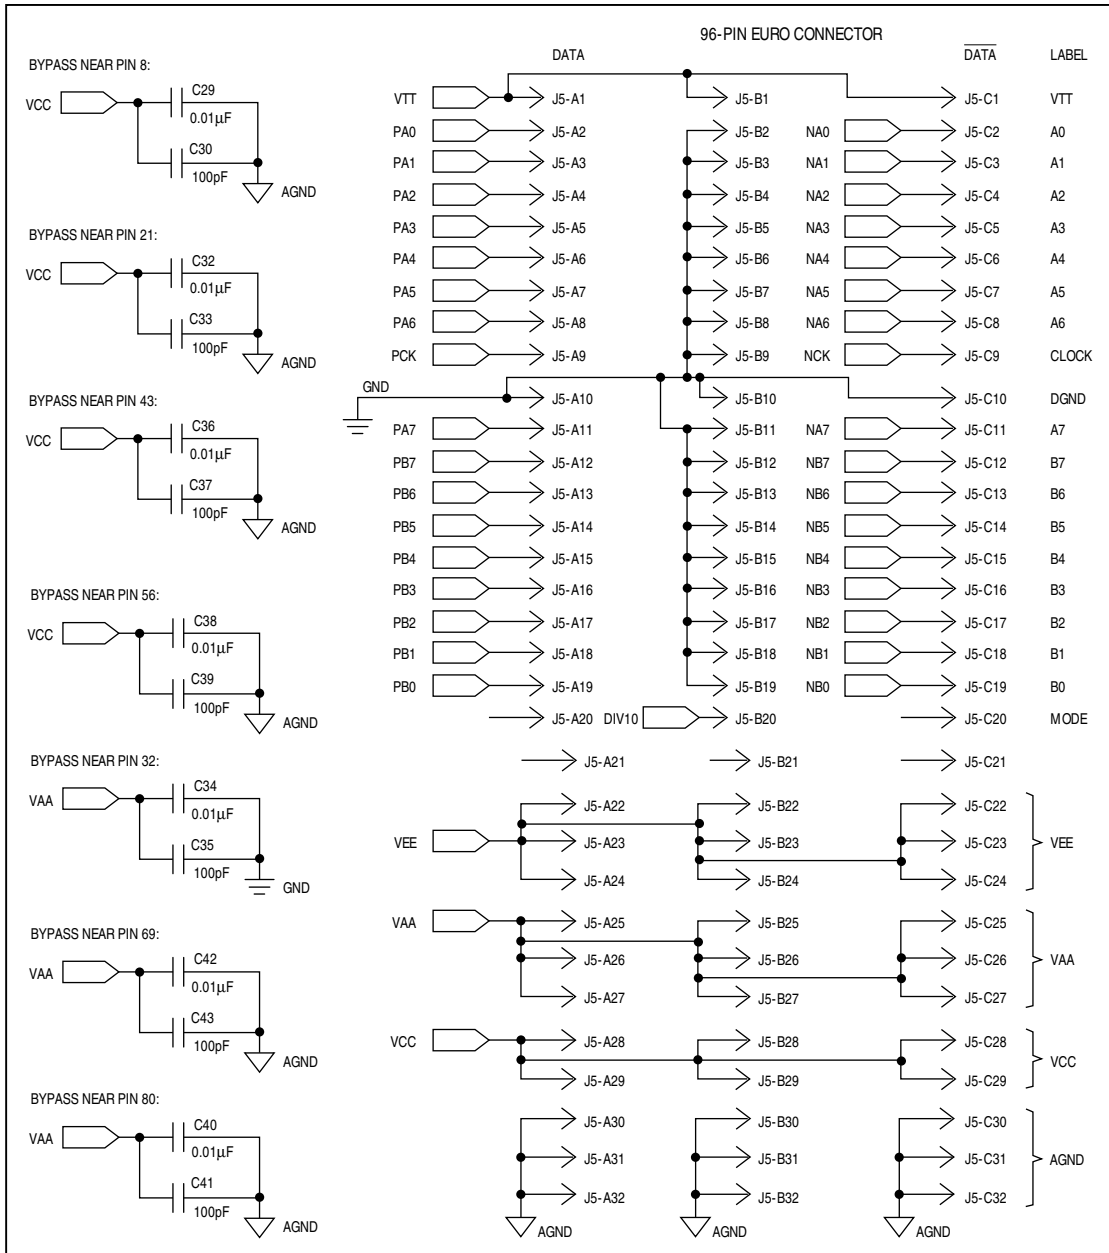 96-PIN EURO CONNECTOR
DATA DATA LABEL
BYPASS NEAR PIN 8:
VCC C29 0.01µF
C30 100pF
AGND
BYPASS NEAR PIN 21:
VCC C32 0.01µF
C33 100pF
AGND
BYPASS NEAR PIN 43:
VCC C36 0.01µF
C37 100pF
AGND
BYPASS NEAR PIN 56:
VCC C38 0.01µF
C39 100pF
AGND
BYPASS NEAR PIN 32:
VAA C34 0.01µF
C35 100pF
GND
BYPASS NEAR PIN 69:
VAA C42 0.01µF
C43 100pF
AGND
BYPASS NEAR PIN 80:
VAA C40 0.01µF
C41 100pF
AGND
VTT J5-A1 J5-B1 J5-C1 VTT
PA0 J5-A2 J5-B2 NA0 J5-C2 A0
PA1 J5-A3 J5-B3 NA1 J5-C3 A1
PA2 J5-A4 J5-B4 NA2 J5-C4 A2
PA3 J5-A5 J5-B5 NA3 J5-C5 A3
PA4 J5-A6 J5-B6 NA4 J5-C6 A4
PA5 J5-A7 J5-B7 NA5 J5-C7 A5
PA6 J5-A8 J5-B8 NA6 J5-C8 A6
PCK J5-A9 J5-B9 NCK J5-C9 CLOCK
GND J5-A10 J5-B10 J5-C10 DGND
PA7 J5-A11 J5-B11 NA7 J5-C11 A7
PB7 J5-A12 J5-B12 NB7 J5-C12 B7
PB6 J5-A13 J5-B13 NB6 J5-C13 B6
PB5 J5-A14 J5-B14 NB5 J5-C14 B5
PB4 J5-A15 J5-B15 NB4 J5-C15 B4
PB3 J5-A16 J5-B16 NB3 J5-C16 B3
PB2 J5-A17 J5-B17 NB2 J5-C17 B2
PB1 J5-A18 J5-B18 NB1 J5-C18 B1
PB0 J5-A19 J5-B19 NB0 J5-C19 B0
J5-A20 DIV10 J5-B20 J5-C20 MODE
J5-A21 J5-B21 J5-C21
J5-A22 J5-B22 J5-C22
VEE J5-A23 J5-B23 J5-C23 VEE
J5-A24 J5-B24 J5-C24
VAA J5-A25 J5-B25 J5-C25
J5-A26 J5-B26 J5-C26 VAA
J5-A27 J5-B27 J5-C27
VCC J5-A28 J5-B28 J5-C28 VCC
J5-A29 J5-B29 J5-C29
J5-A30 J5-B30 J5-C30
J5-A31 J5-B31 J5-C31 AGND
J5-A32 J5-B32 J5-C32
AGND AGND AGND